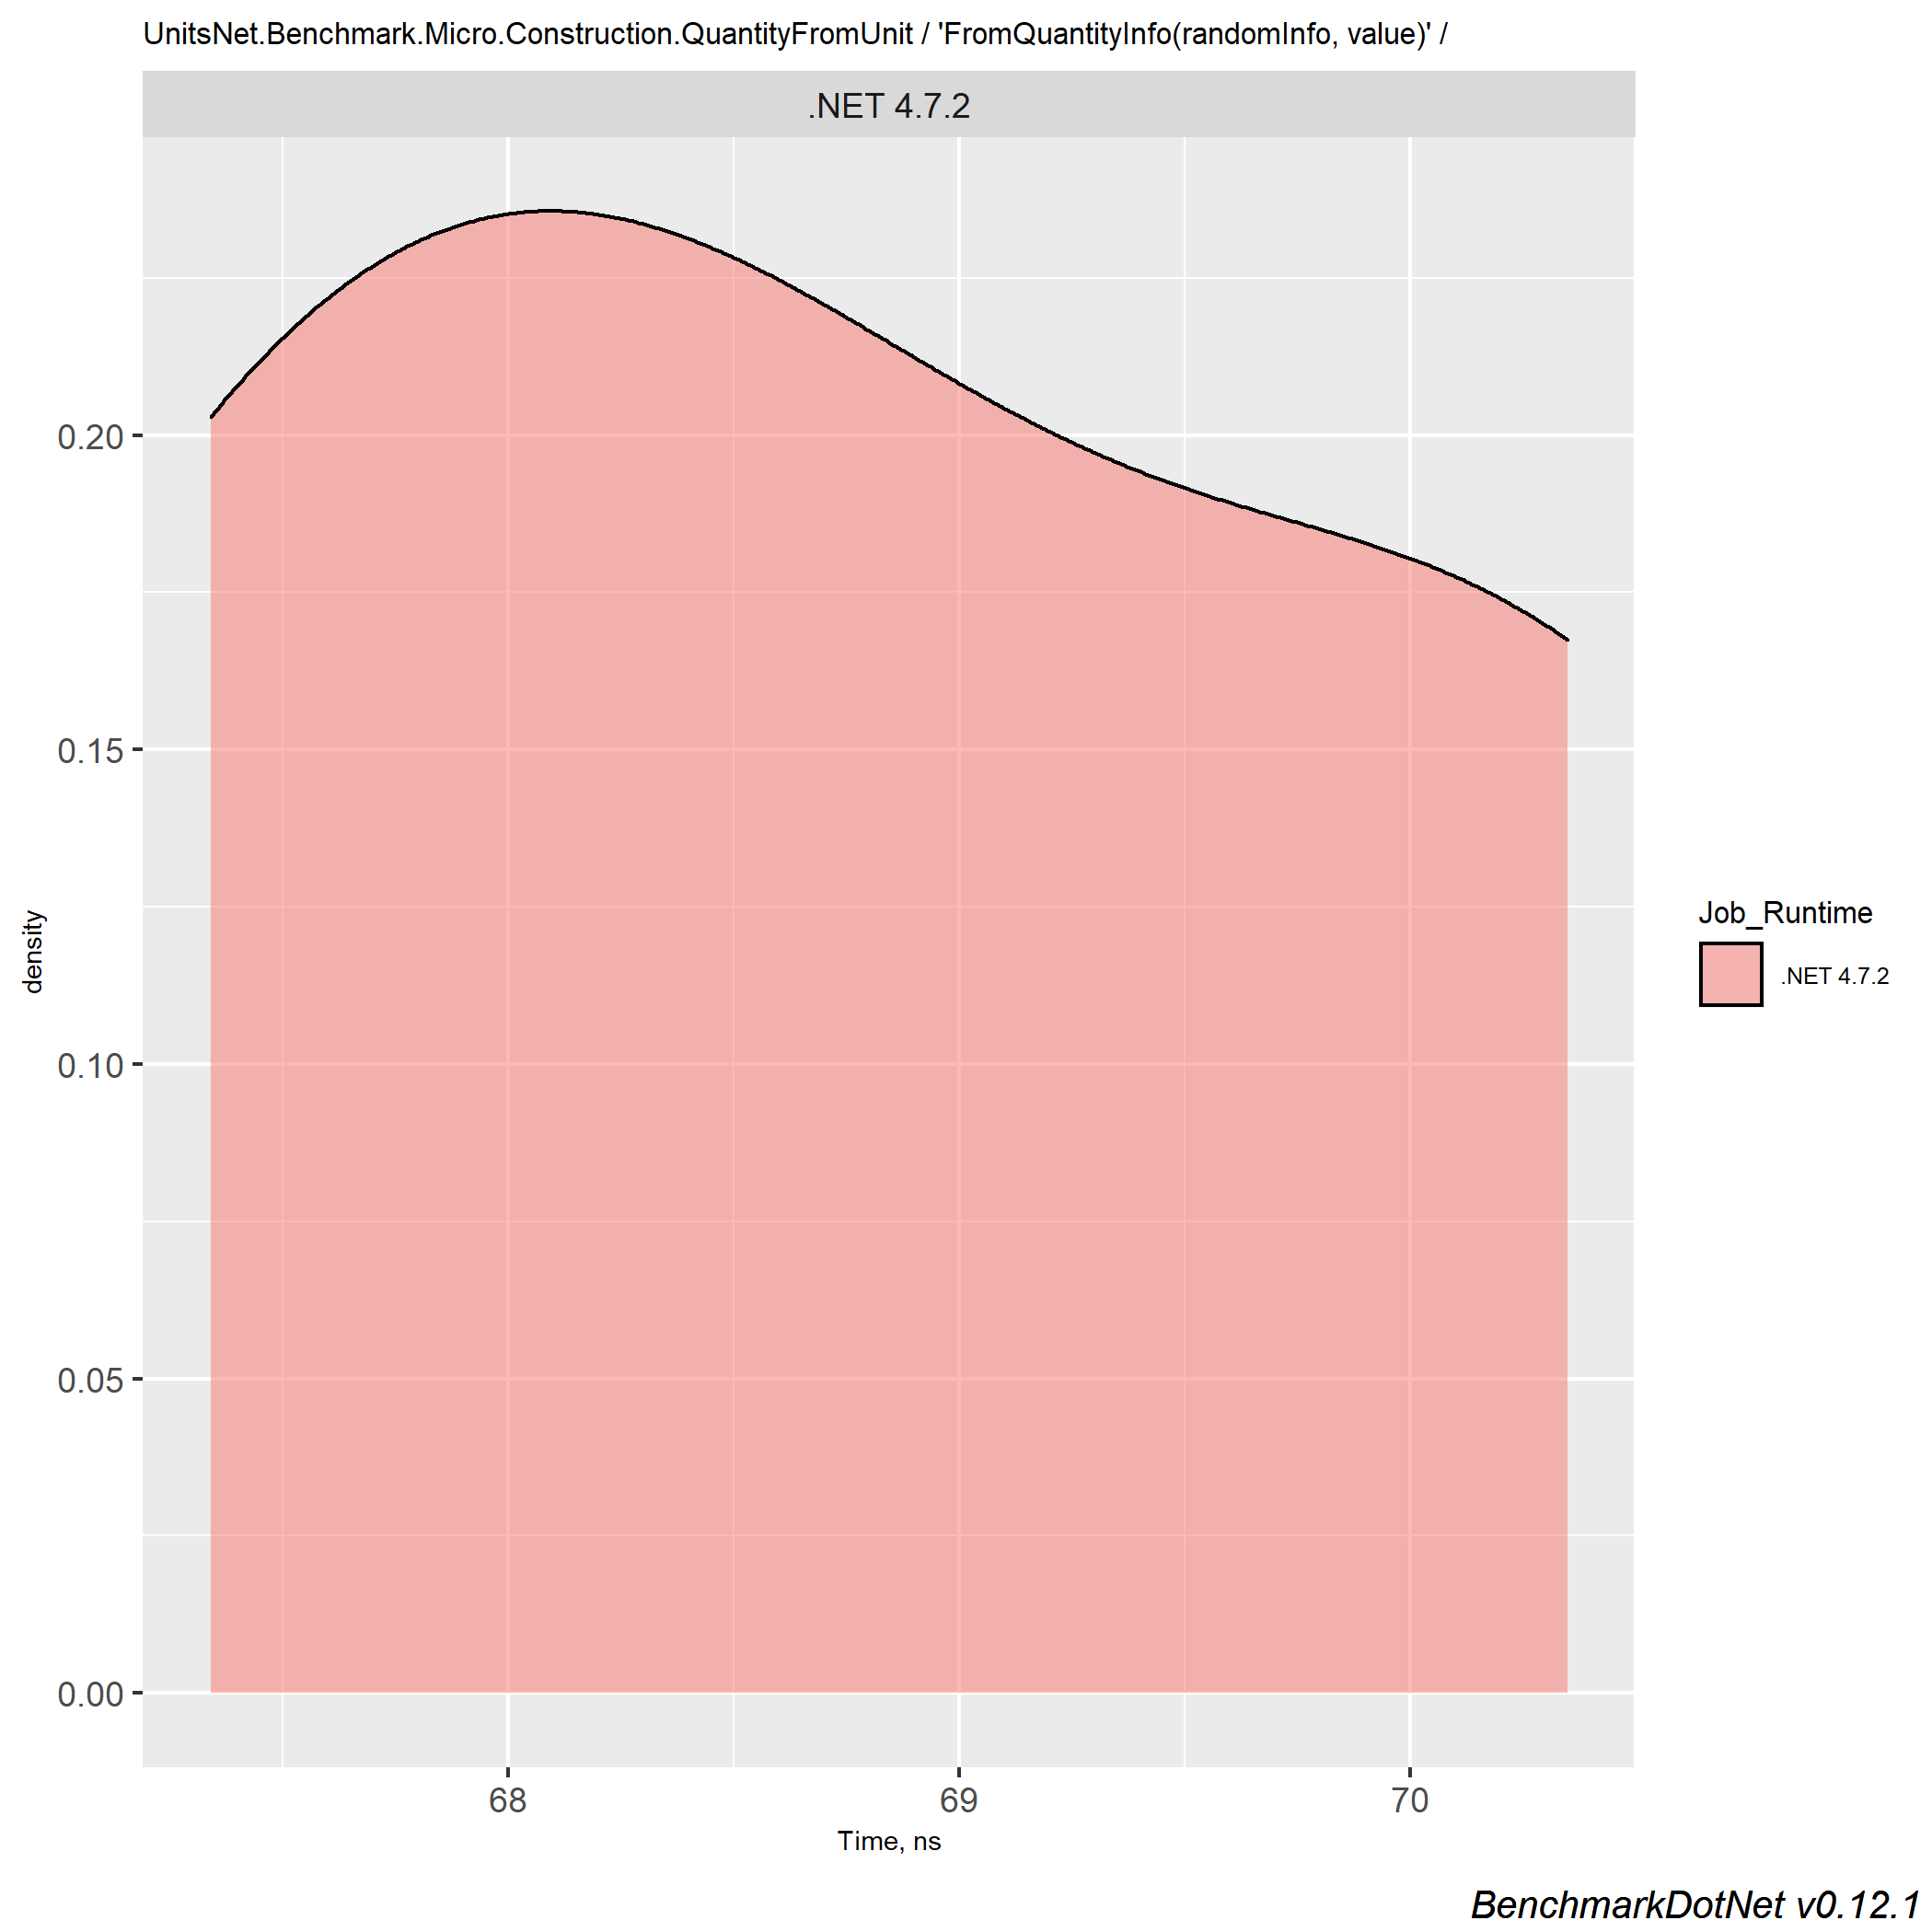 UnitsNet.Benchmark.Micro.Construction.QuantityFromUnit / 'FromQuantityInfo(randomInfo, value)' /
.NET 4.7.2
0.20
0.15
0.10
0.05
0.00
density
68 69 70
Time, ns
Job_Runtime
.NET 4.7.2
BenchmarkDotNet v0.12.1